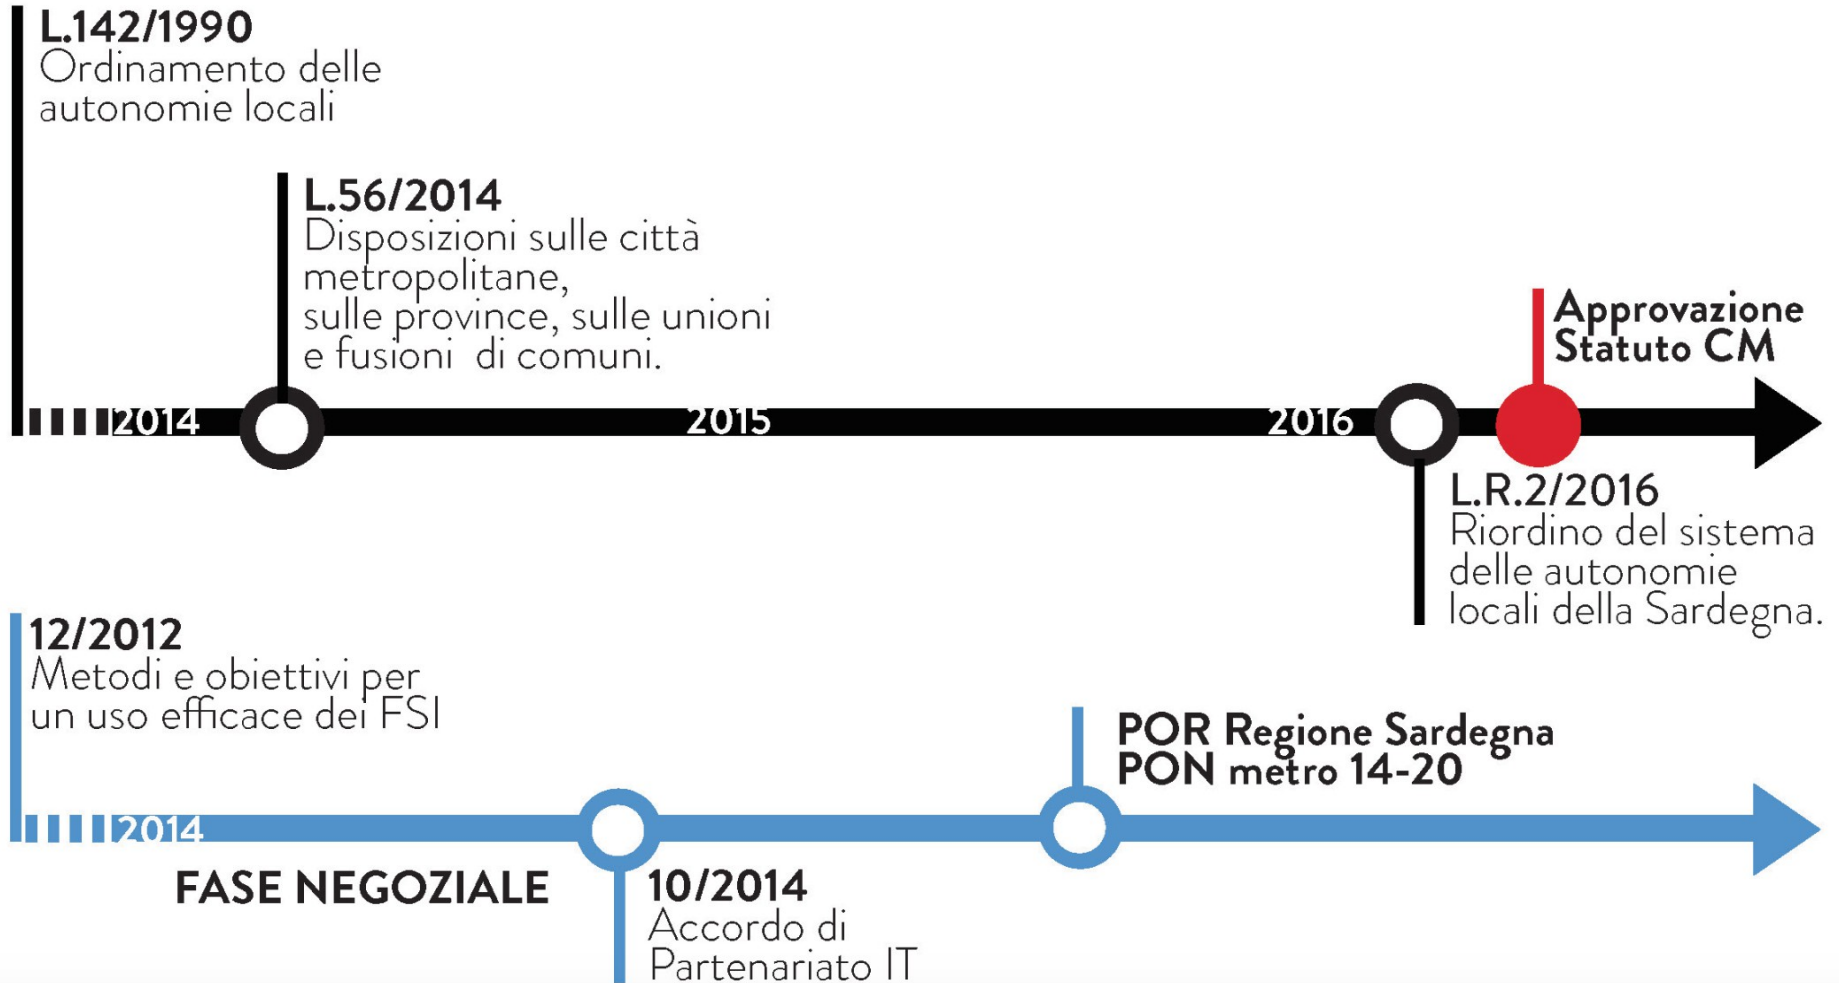 L.142/1990
Ordinamento delle
autonomie locali
L.56/2014
Disposizioni sulle città
metropolitane,
sulle province, sulle unioni
e fusioni di comuni.
Approvazione
Statuto CM
2014
2015
2016
L.R.2/2016
Riordino del sistema
delle autonomie
locali della Sardegna.
12/2012
Metodi e obiettivi per
un uso efficace dei FSI
POR Regione Sardegna
PON metro 14-20
2014
FASE NEGOZIALE
10/2014
Accordo di
Partenariato IT